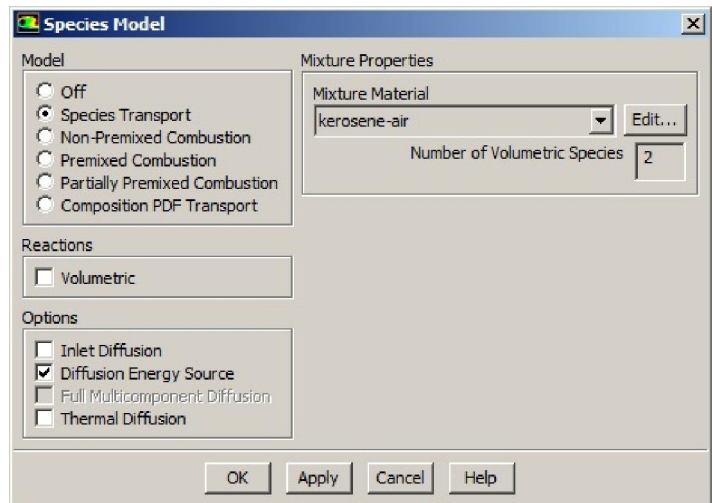 Species Model
Model
Off
Species Transport
Non-Premixed Combustion
Premixed Combustion
Partially Premixed Combustion
Composition PDF Transport
Reactions
Volumetric
Options
Inlet Diffusion
Diffusion Energy Source
Full Multicomponent Diffusion
Thermal Diffusion
Mixture Properties
Mixture Material
kerosene-air Edit...
Number of Volumetric Species 2
OK Apply Cancel Help